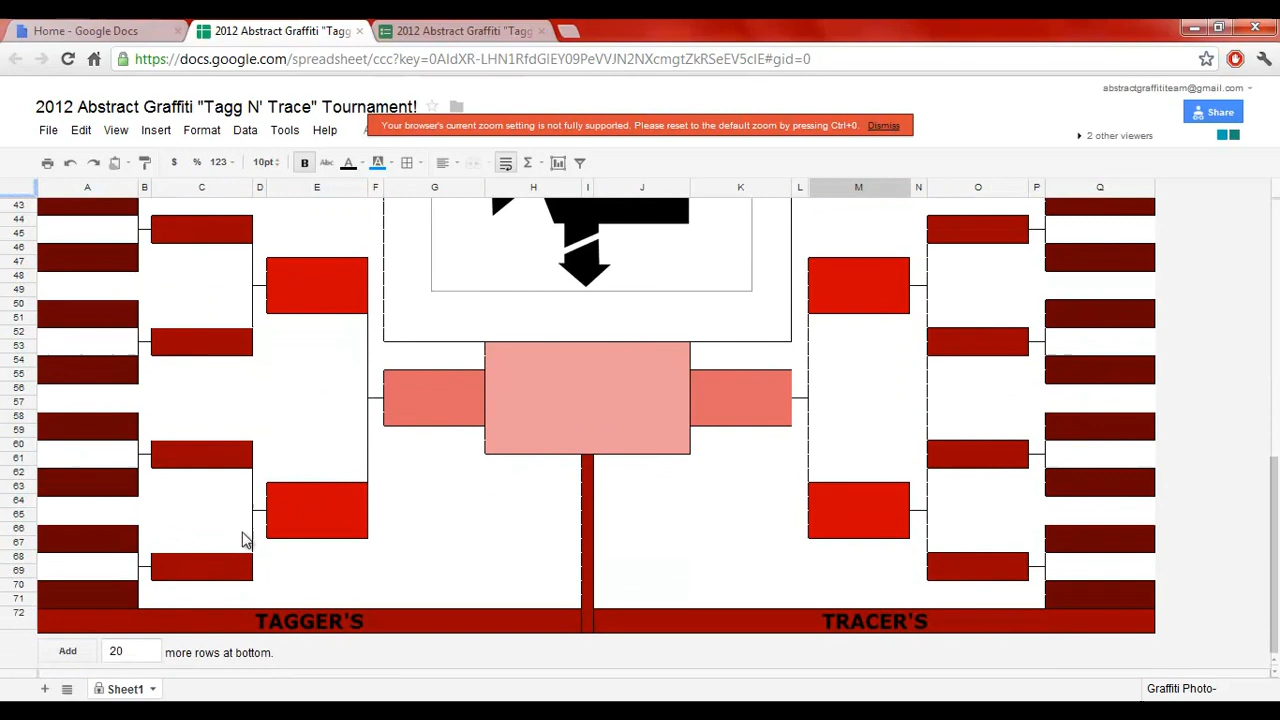 Home - Google Docs
2012 Abstract Graffiti "Tagg
2012 Abstract Graffiti "Tagg
https://docs.google.com/spreadsheet/ccc?key=0AIdXR-LHN1RfdGlEY09PeVVJN2NXcmgtZkRSeEV5clE#gid=0
abstractgraffititeam@gmail.com
2012 Abstract Graffiti "Tagg N' Trace" Tournament!
Share
File Edit View Insert Format Data Tools Help
Your browser's current zoom setting is not fully supported. Please reset to the default zoom by pressing Ctrl+0. Dismiss
2 other viewers
$ % 123 10pt B Abc A A Σ
A B C D E F G H I J K L M N O P Q
43
44
45
46
47
48
49
50
51
52
53
54
55
56
57
58
59
60
61
62
63
64
65
66
67
68
69
70
71
72
TAGGER'S TRACER'S
Add 20 more rows at bottom.
+ Sheet1
Graffiti Photo-